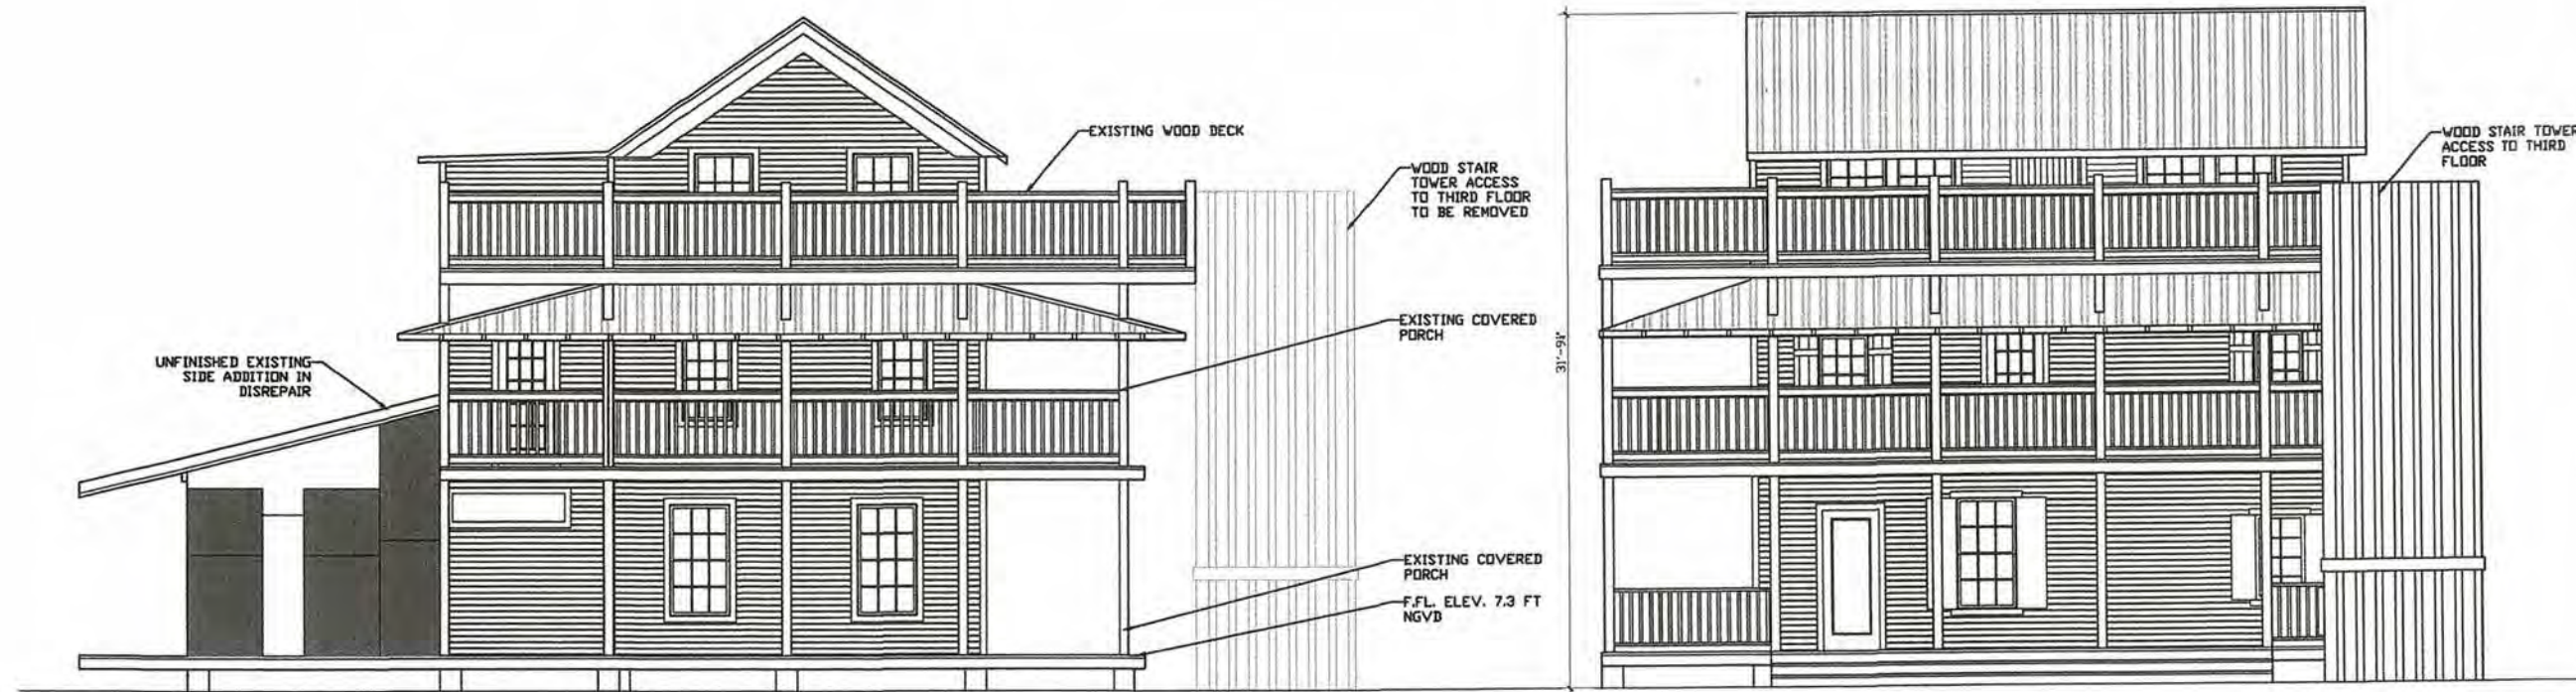 EXISTING WOOD DECK
WOOD STAIR
TOWER ACCESS
TO THIRD FLOOR
TO BE REMOVED
EXISTING COVERED
PORCH
UNFINISHED EXISTING
SIDE ADDITION IN
DISREPAIR
EXISTING COVERED
PORCH
F.FL. ELEV. 7.3 FT
NGVD
31'-9 1/2"
WOOD STAIR TOWER
ACCESS TO THIRD
FLOOR